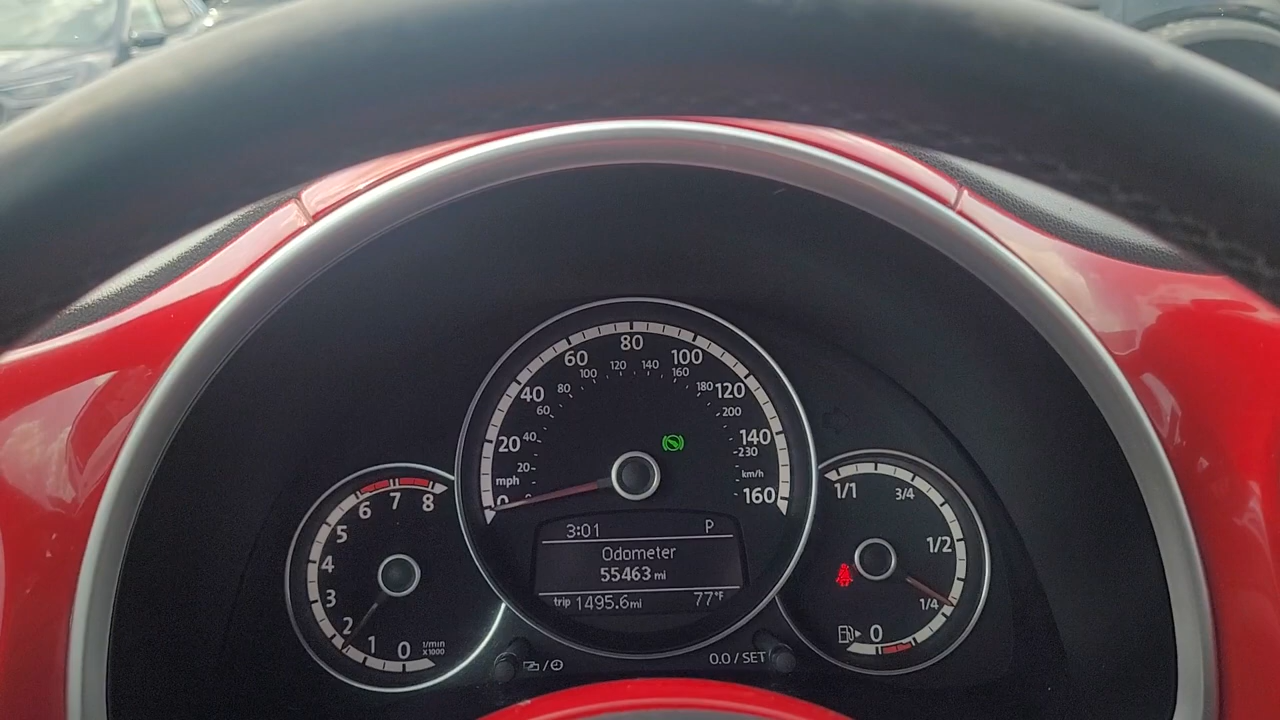 80
60 100
100 120 140 160
80 180
40 120
60 200
20 40 140
20 230
mph km/h
0 160
3:01 P
Odometer
55463 mi
trip 1495.6mi 77°F
8
7
6
5
4
3
2
1
0 1/min
x1000
1/1 3/4
1/2
1/4
0
/
0.0 / SET